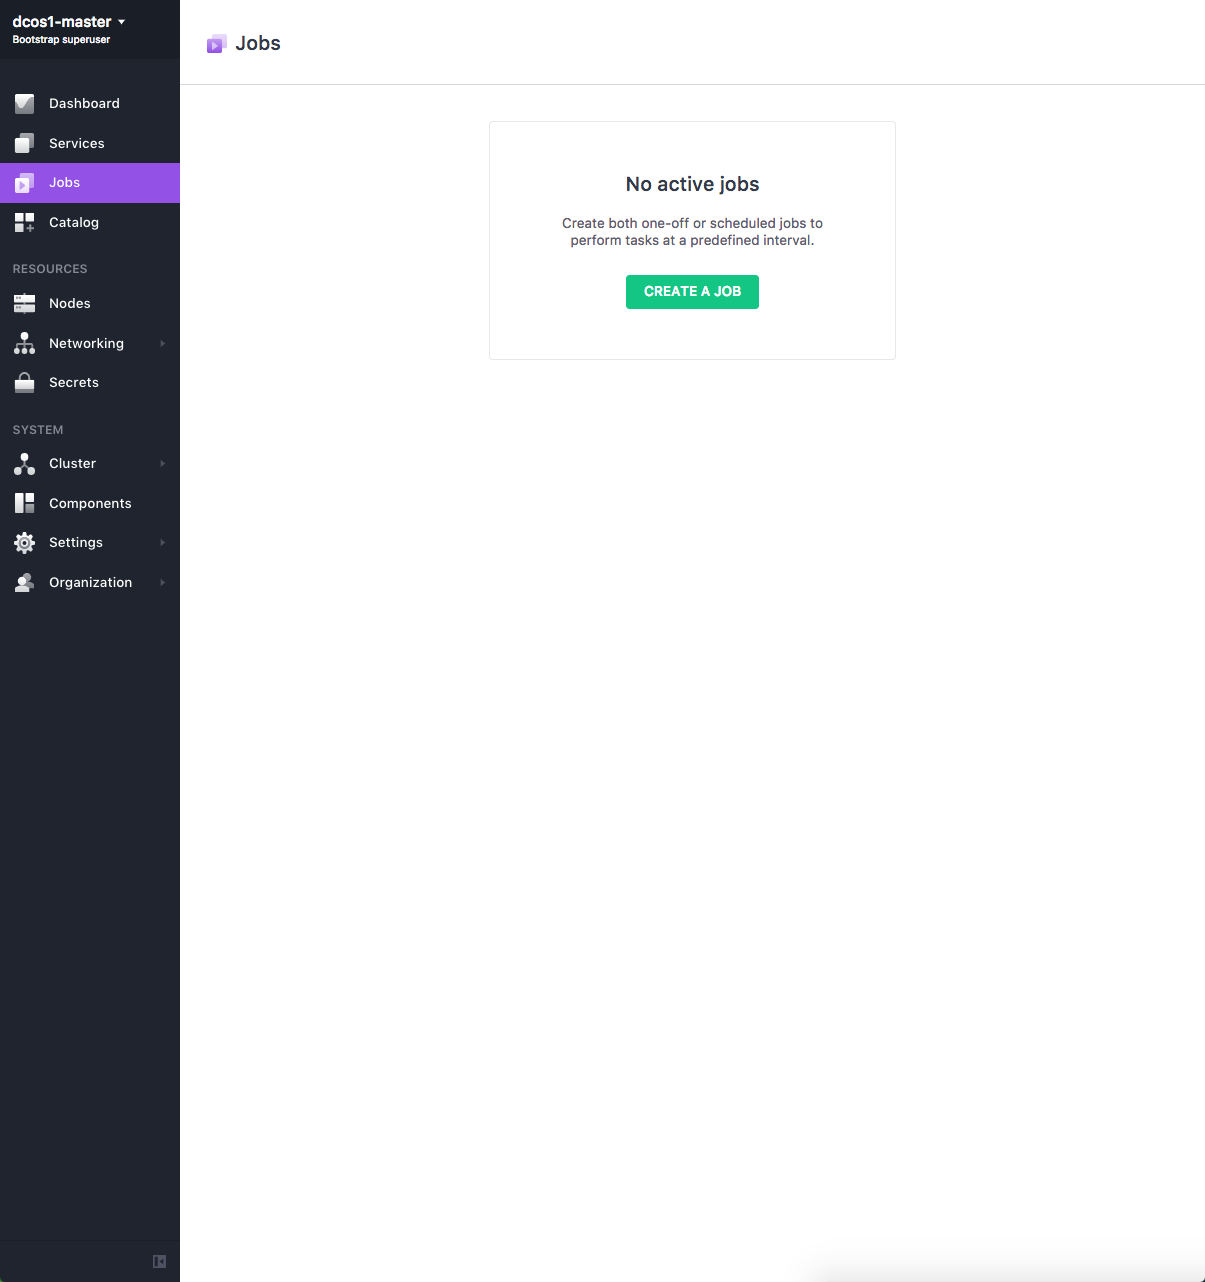 dcos1-master
Bootstrap superuser
Dashboard
Services
Jobs
Catalog
RESOURCES
Nodes
Networking
Secrets
SYSTEM
Cluster
Components
Settings
Organization
Jobs
No active jobs
Create both one-off or scheduled jobs to
perform tasks at a predefined interval.
CREATE A JOB